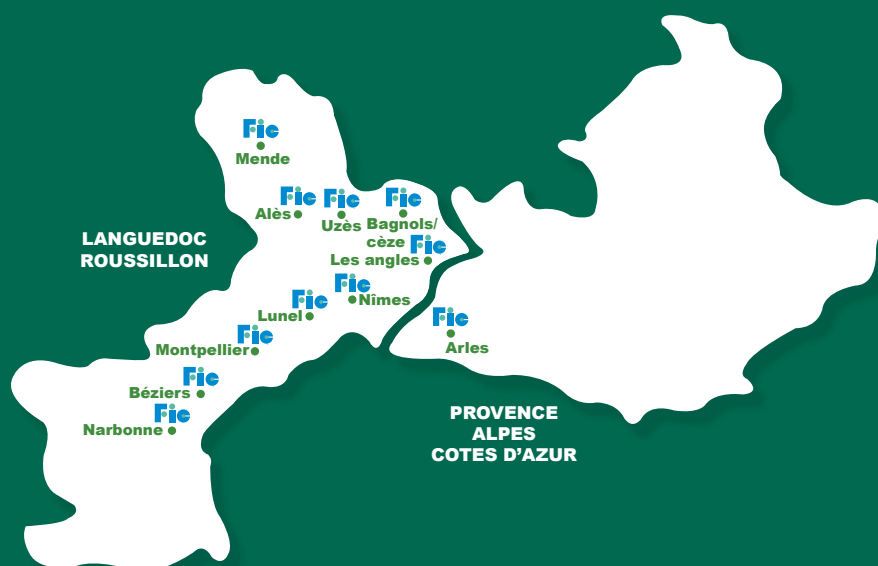 Fic
Mende
Fic
Alès
Fic
Uzès
Fic
Bagnols/
cèze
Fic
Les angles
LANGUEDOC
ROUSSILLON
Fic
Nîmes
Fic
Lunel
Fic
Arles
Fic
Montpellier
Fic
Béziers
Fic
Narbonne
PROVENCE
ALPES
COTES D'AZUR